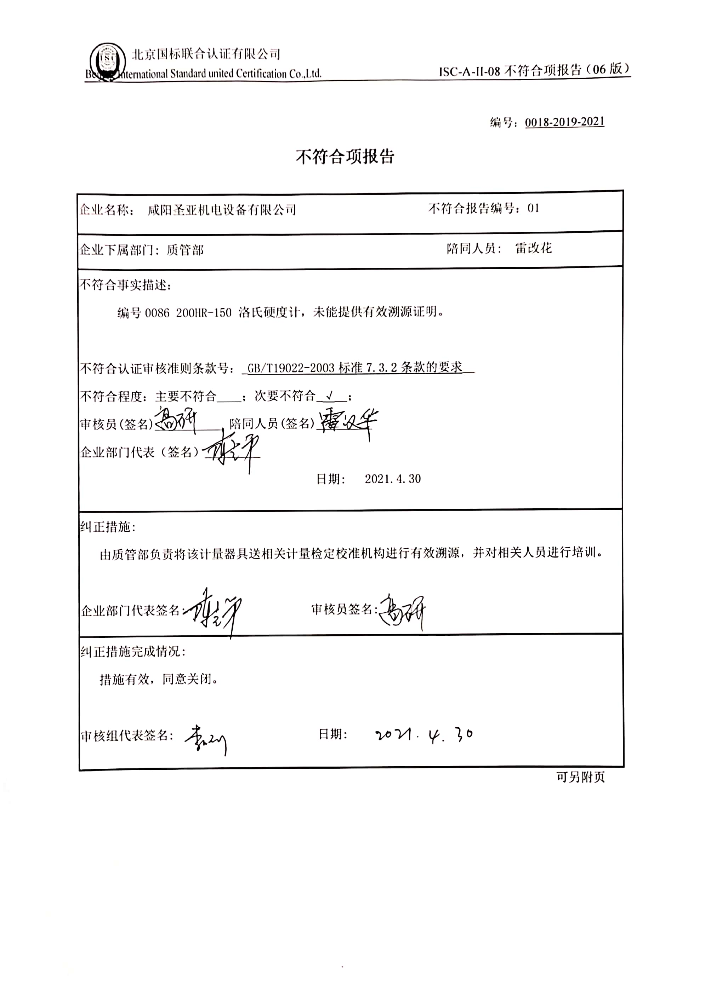 ISC
北京国标联合认证有限公司
International Standard united Certification Co.,Ltd.
ISC-A-II-08 不符合项报告（06 版）
编号：0018-2019-2021
不符合项报告
企业名称： 咸阳圣亚机电设备有限公司 不符合报告编号：01
企业下属部门：质管部 陪同人员： 雷改花
不符合事实描述：
编号 0086 200HR-150 洛氏硬度计，未能提供有效溯源证明。
不符合认证审核准则条款号： GB/T19022-2003 标准 7.3.2 条款的要求
不符合程度：主要不符合____；次要不符合 √ ；
审核员(签名) 高研 陪同人员(签名)
企业部门代表（签名）
日期： 2021.4.30
纠正措施：
由质管部负责将该计量器具送相关计量检定校准机构进行有效溯源，并对相关人员进行培训。
企业部门代表签名： 审核员签名：高研
纠正措施完成情况：
措施有效，同意关闭。
审核组代表签名： 日期： 2021.4.30
可另附页